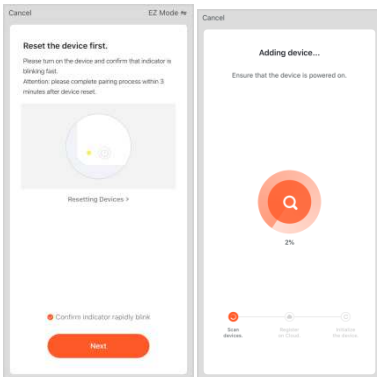 Cancel
EZ Mode ⇋
Reset the device first.
Please turn on the device and confirm that indicator is
blinking fast.
Attention: please complete pairing process within 3
minutes after device reset.
Resetting Devices >
Confirm indicator rapidly blink
Next
Cancel
Adding device...
Ensure that the device is powered on.
2%
Scan
devices.
Register
on Cloud.
Initialize
the device.